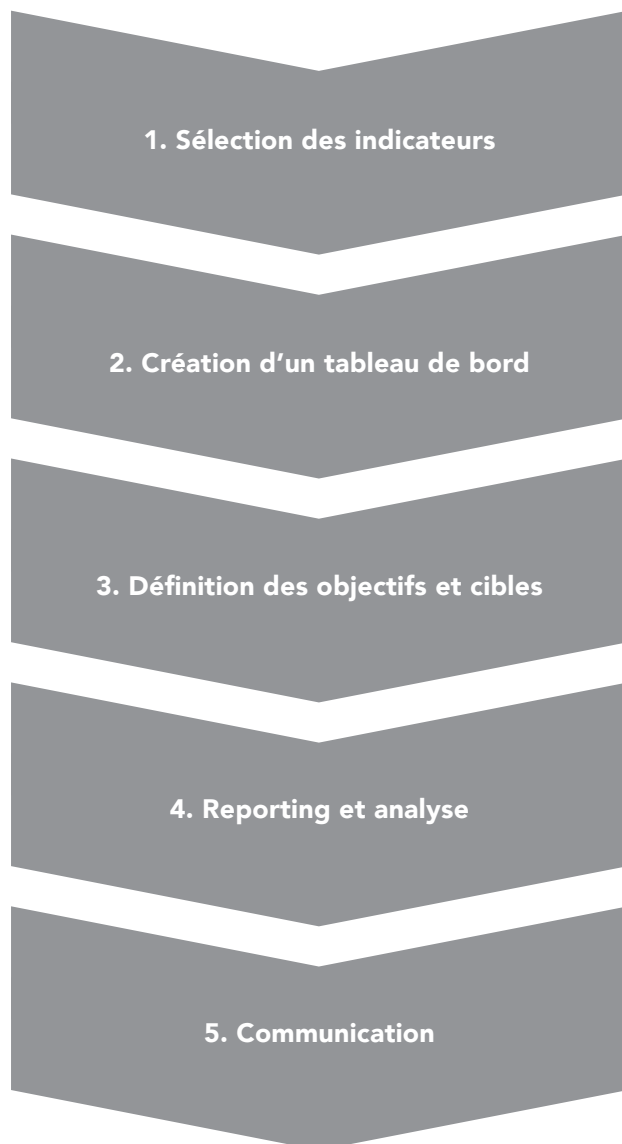 1. Sélection des indicateurs
2. Création d’un tableau de bord
3. Définition des objectifs et cibles
4. Reporting et analyse
5. Communication